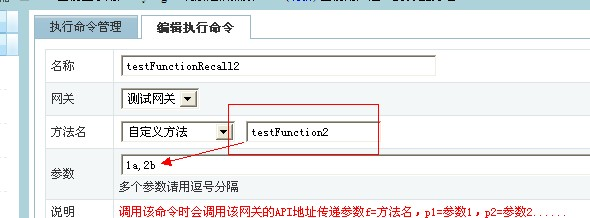 执行命令管理 编辑执行命令
名称 testFunctionRecall2
网关 测试网关
方法名 自定义方法 testFunction2
参数 1a,2b
多个参数请用逗号分隔
说明 调用该命令时会调用该网关的API地址传递参数f=方法名，p1=参数1，p2=参数2......